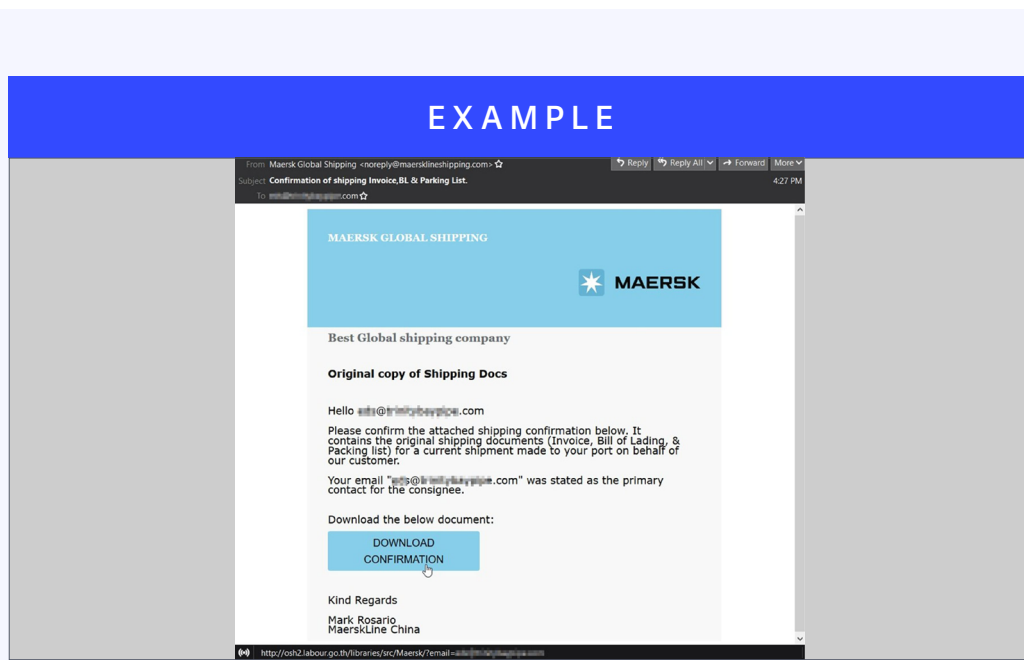 EXAMPLE
From Maersk Global Shipping <noreply@maersklineshipping.com>
Reply Reply All Forward More
Subject Confirmation of shipping Invoice,BL & Parking List.
4:27 PM
To .com
MAERSK GLOBAL SHIPPING
MAERSK
Best Global shipping company
Original copy of Shipping Docs
Hello @.com
Please confirm the attached shipping confirmation below. It
contains the original shipping documents (Invoice, Bill of Lading, &
Packing list) for a current shipment made to your port on behalf of
our customer.
Your email "@.com" was stated as the primary
contact for the consignee.
Download the below document:
DOWNLOAD
CONFIRMATION
Kind Regards
Mark Rosario
MaerskLine China
http://osh2.labour.go.th/libraries/src/Maersk/?email=